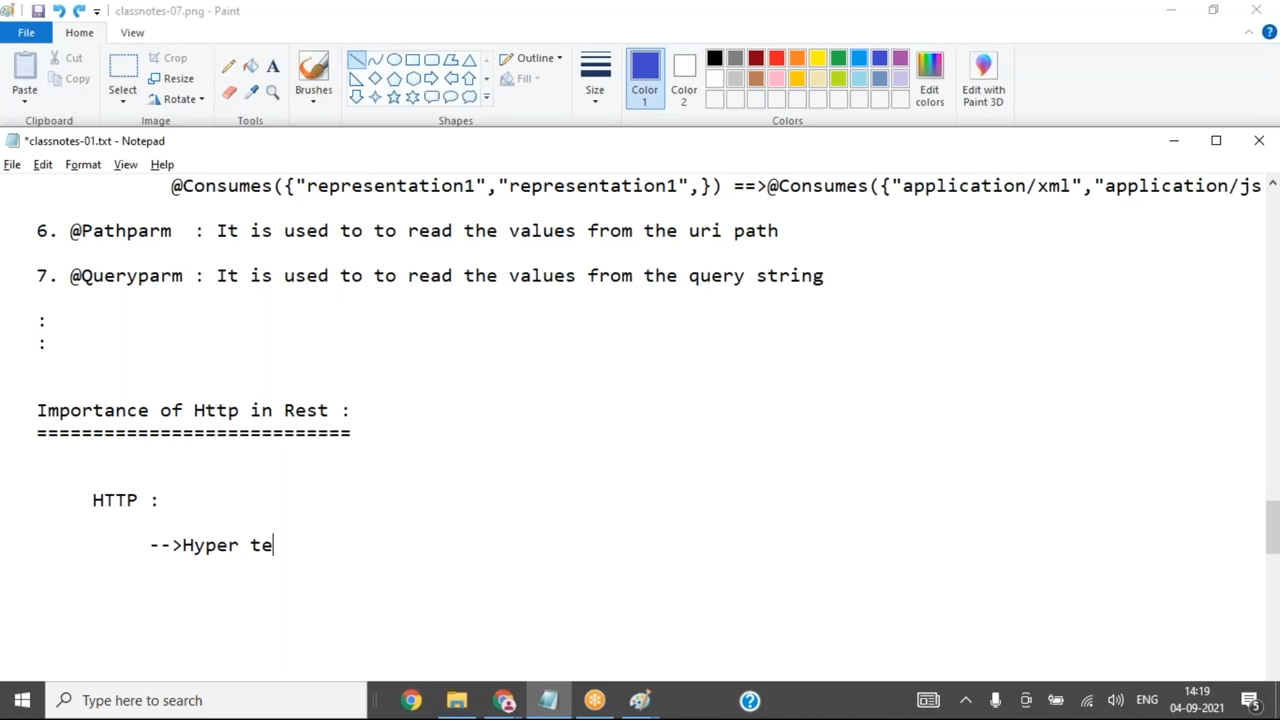 classnotes-07.png - Paint
File
Home
View
Paste
Cut
Copy
Clipboard
Select
Crop
Resize
Rotate
Image
Tools
Brushes
Shapes
Outline
Fill
Size
Color 1
Color 2
Colors
Edit colors
Edit with Paint 3D
*classnotes-01.txt - Notepad
File Edit Format View Help
@Consumes({"representation1","representation1",}) ==>@Consumes({"application/xml","application/js
6. @Pathparm : It is used to to read the values from the uri path
7. @Queryparm : It is used to to read the values from the query string
:
:
Importance of Http in Rest :
============================
HTTP :
-->Hyper te
Type here to search
ENG
14:19
04-09-2021
5